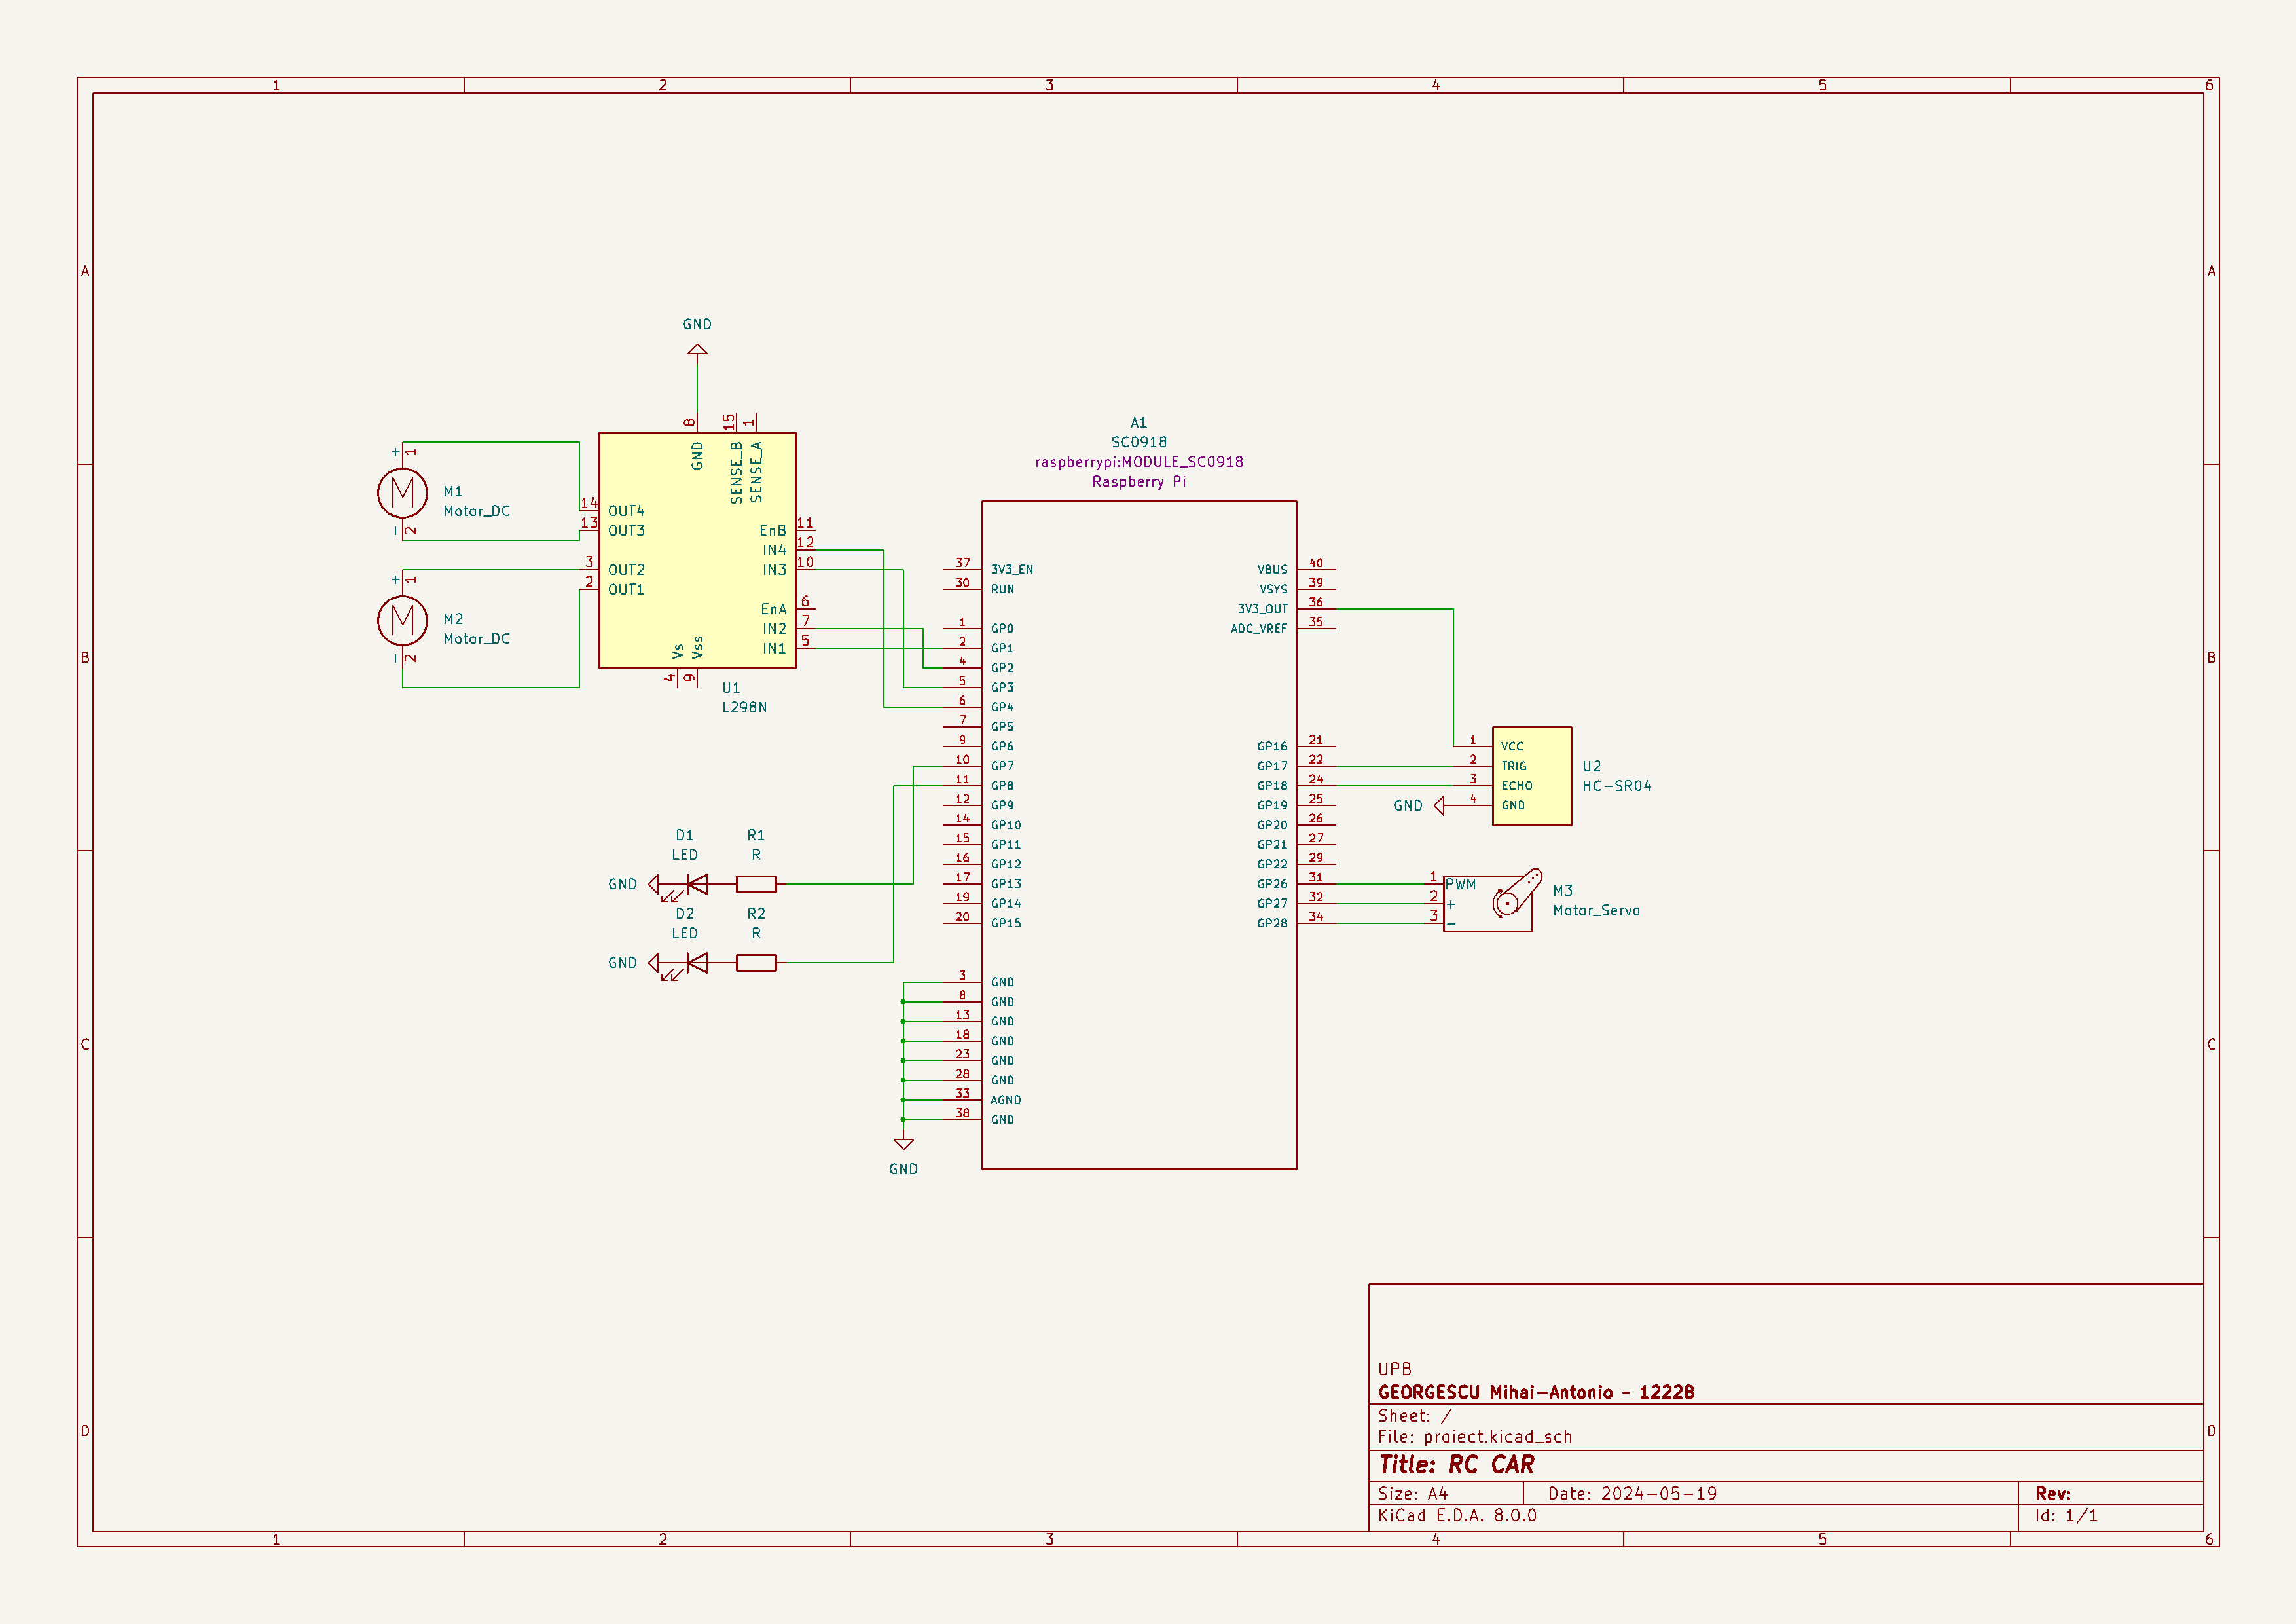 1 2 3 4 5 6
A
A
B
B
C
C
D
D
GND
8
GND
15
SENSE_B
1
SENSE_A
+
1
M
M1
Motor_DC
-
2
14
OUT4
13
OUT3
3
OUT2
2
OUT1
EnB
11
IN4
12
IN3
10
EnA
6
IN2
7
IN1
5
Vs
4
Vss
9
U1
L298N
+
1
M
M2
Motor_DC
-
2
A1
SC0918
raspberrypi:MODULE_SC0918
Raspberry Pi
37 3V3_EN
30 RUN
1 GP0
2 GP1
4 GP2
5 GP3
6 GP4
7 GP5
9 GP6
10 GP7
11 GP8
12 GP9
14 GP10
15 GP11
16 GP12
17 GP13
19 GP14
20 GP15
3 GND
8 GND
13 GND
18 GND
23 GND
28 GND
33 AGND
38 GND
GND
VBUS 40
VSYS 39
3V3_OUT 36
ADC_VREF 35
GP16 21
GP17 22
GP18 24
GP19 25
GP20 26
GP21 27
GP22 29
GP26 31
GP27 32
GP28 34
1 VCC
2 TRIG
3 ECHO
GND 4 GND
U2
HC-SR04
1 PWM
2 +
3 -
M3
Motor_Servo
D1
LED
R1
R
GND
D2
LED
R2
R
GND
UPB
GEORGESCU Mihai-Antonio - 1222B
Sheet: /
File: proiect.kicad_sch
Title: RC CAR
Size: A4 Date: 2024-05-19 Rev:
KiCad E.D.A. 8.0.0 Id: 1/1
1 2 3 4 5 6